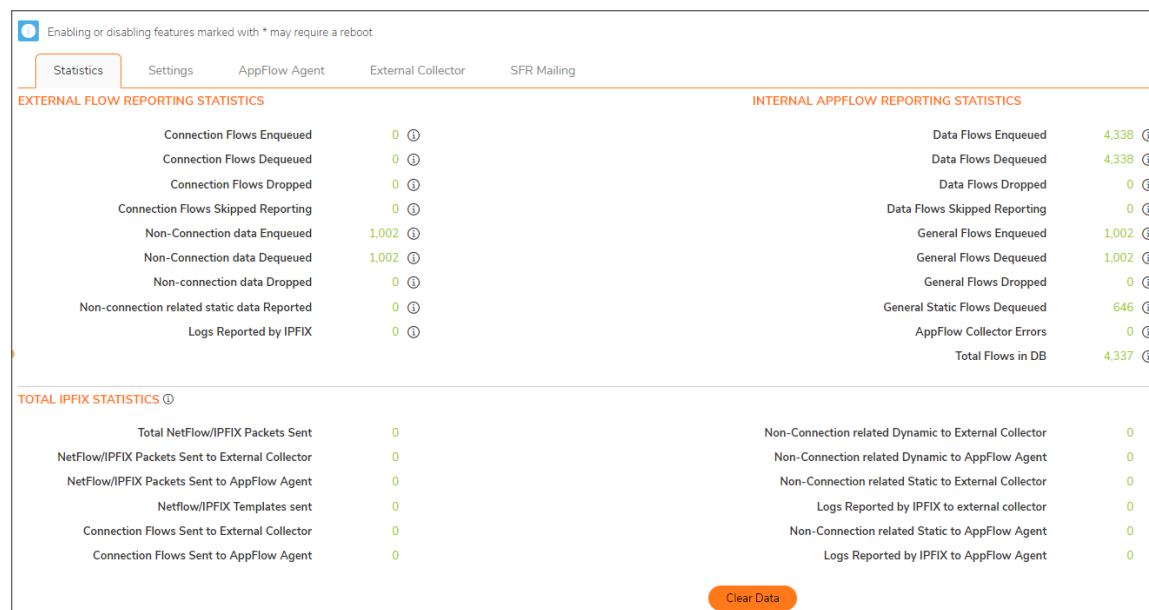 Enabling or disabling features marked with * may require a reboot
Statistics Settings AppFlow Agent External Collector SFR Mailing
EXTERNAL FLOW REPORTING STATISTICS
Connection Flows Enqueued 0
Connection Flows Dequeued 0
Connection Flows Dropped 0
Connection Flows Skipped Reporting 0
Non-Connection data Enqueued 1,002
Non-Connection data Dequeued 1,002
Non-connection data Dropped 0
Non-connection related static data Reported 0
Logs Reported by IPFIX 0
INTERNAL APPFLOW REPORTING STATISTICS
Data Flows Enqueued 4,338
Data Flows Dequeued 4,338
Data Flows Dropped 0
Data Flows Skipped Reporting 0
General Flows Enqueued 1,002
General Flows Dequeued 1,002
General Flows Dropped 0
General Static Flows Dequeued 646
AppFlow Collector Errors 0
Total Flows in DB 4,337
TOTAL IPFIX STATISTICS
Total NetFlow/IPFIX Packets Sent 0
NetFlow/IPFIX Packets Sent to External Collector 0
NetFlow/IPFIX Packets Sent to AppFlow Agent 0
Netflow/IPFIX Templates sent 0
Connection Flows Sent to External Collector 0
Connection Flows Sent to AppFlow Agent 0
Non-Connection related Dynamic to External Collector 0
Non-Connection related Dynamic to AppFlow Agent 0
Non-Connection related Static to External Collector 0
Logs Reported by IPFIX to external collector 0
Non-Connection related Static to AppFlow Agent 0
Logs Reported by IPFIX to AppFlow Agent 0
Clear Data